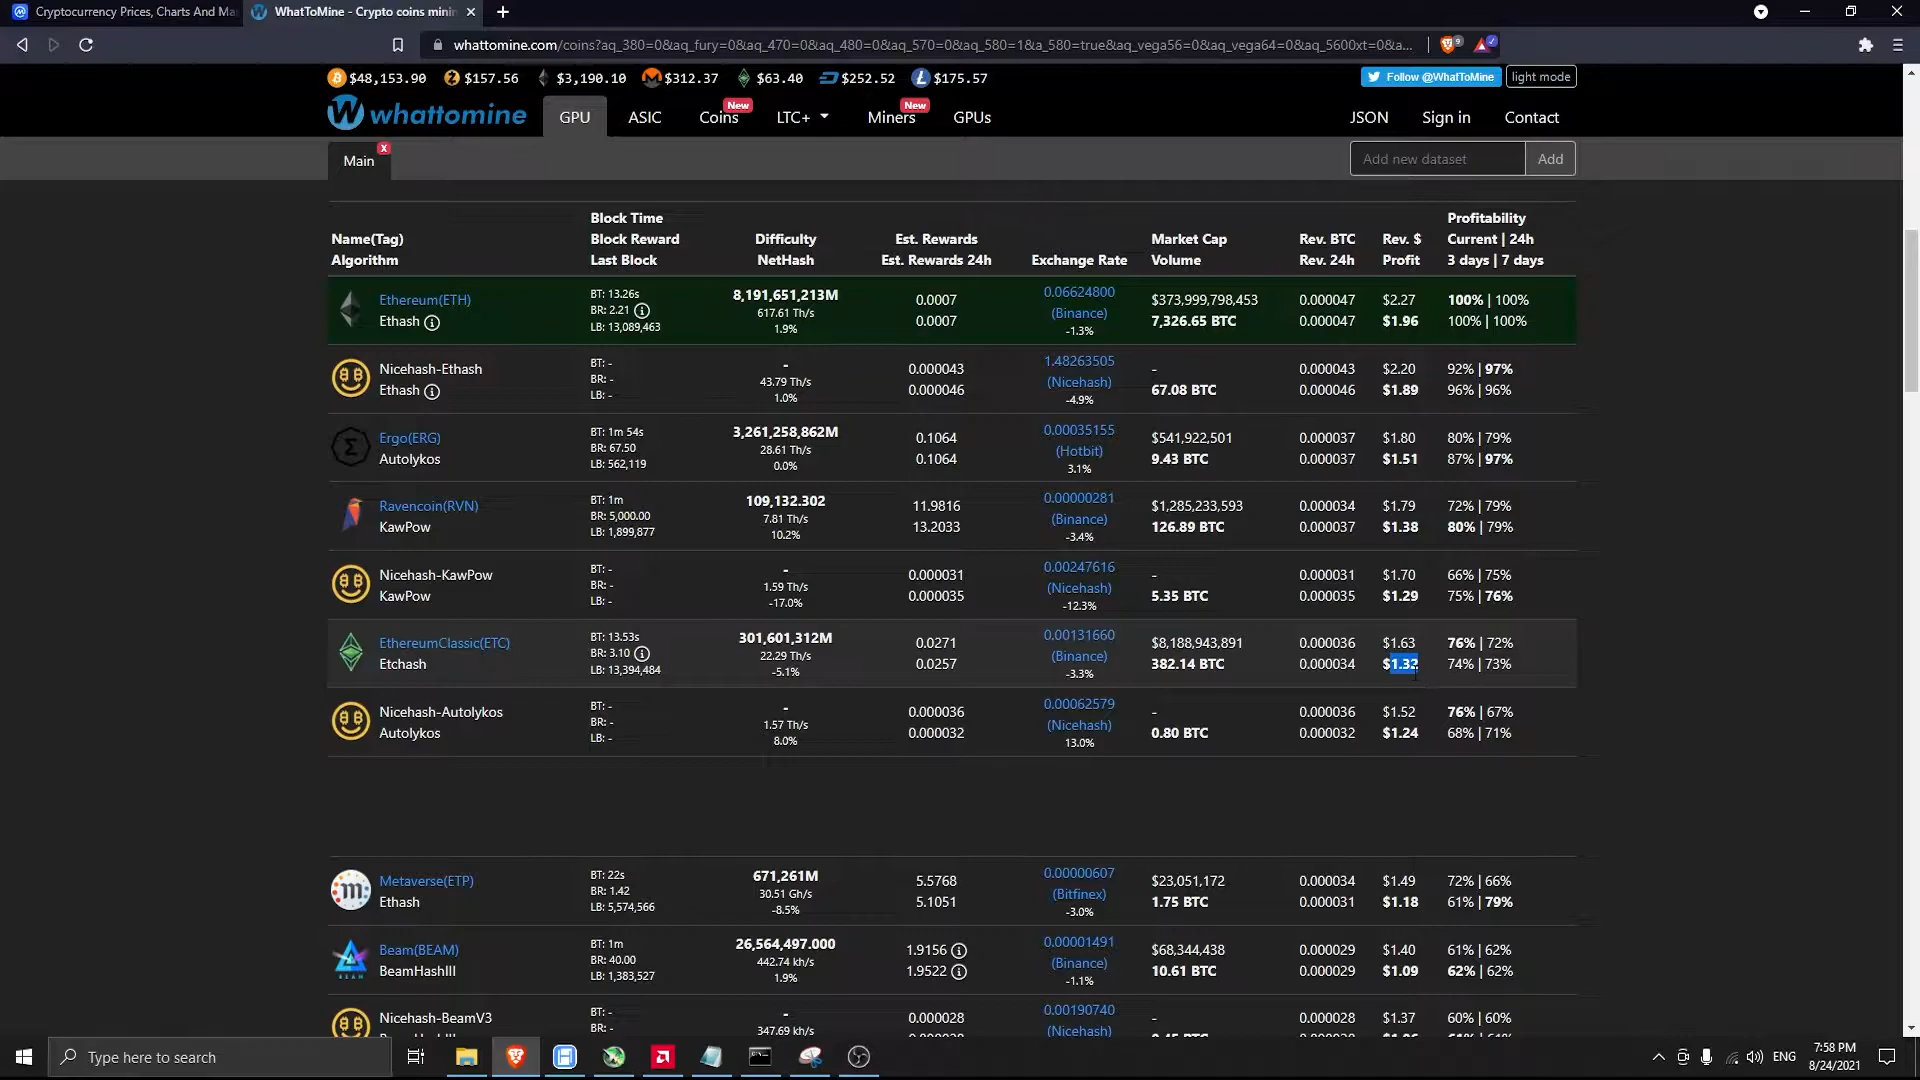 Cryptocurrency Prices, Charts And Ma
WhatToMine - Crypto coins minin
whattomine.com/coins?aq_380=0&aq_fury=0&aq_470=0&aq_480=0&aq_570=0&aq_580=1&a_580=true&aq_vega56=0&aq_vega64=0&aq_5600xt=0&a...
$48,153.90 $157.56 $3,190.10 $312.37 $63.40 $252.52 $175.57
Follow @WhatToMine light mode
whattomine GPU ASIC Coins New LTC+ Miners New GPUs JSON Sign in Contact
Main x Add new dataset Add
Name(Tag) Algorithm
Block Time Block Reward Last Block
Difficulty NetHash
Est. Rewards Est. Rewards 24h
Exchange Rate
Market Cap Volume
Rev. BTC Rev. 24h
Rev. $ Profit
Profitability Current | 24h 3 days | 7 days
Ethereum(ETH) BT: 13.26s 8,191,651,213M 0.0007 0.06624800 $373,999,798,453 0.000047 $2.27 100% | 100%
Ethash BR: 2.21 617.61 Th/s 0.0007 (Binance) 7,326.65 BTC 0.000047 $1.96 100% | 100%
LB: 13,089,463 1.9% -1.3%
Nicehash-Ethash BT: - - 0.000043 1.48263505 - 0.000043 $2.20 92% | 97%
Ethash BR: - 43.79 Th/s 0.000046 (Nicehash) 67.08 BTC 0.000046 $1.89 96% | 96%
LB: - 1.0% -4.9%
Ergo(ERG) BT: 1m 54s 3,261,258,862M 0.1064 0.00035155 $541,922,501 0.000037 $1.80 80% | 79%
Autolykos BR: 67.50 28.61 Th/s 0.1064 (Hotbit) 9.43 BTC 0.000037 $1.51 87% | 97%
LB: 562,119 0.0% 3.1%
Ravencoin(RVN) BT: 1m 109,132.302 11.9816 0.00000281 $1,285,233,593 0.000034 $1.79 72% | 79%
KawPow BR: 5,000.00 7.81 Th/s 13.2033 (Binance) 126.89 BTC 0.000037 $1.38 80% | 79%
LB: 1,899,877 10.2% -3.4%
Nicehash-KawPow BT: - - 0.000031 0.00247616 - 0.000031 $1.70 66% | 75%
KawPow BR: - 1.59 Th/s 0.000035 (Nicehash) 5.35 BTC 0.000035 $1.29 75% | 76%
LB: - -17.0% -12.3%
EthereumClassic(ETC) BT: 13.53s 301,601,312M 0.0271 0.00131660 $8,188,943,891 0.000036 $1.63 76% | 72%
Etchash BR: 3.10 22.29 Th/s 0.0257 (Binance) 382.14 BTC 0.000034 $1.32 74% | 73%
LB: 13,394,484 -5.1% -3.3%
Nicehash-Autolykos BT: - - 0.000036 0.00062579 - 0.000036 $1.52 76% | 67%
Autolykos BR: - 1.57 Th/s 0.000032 (Nicehash) 0.80 BTC 0.000032 $1.24 68% | 71%
LB: - 8.0% 13.0%
Metaverse(ETP) BT: 22s 671,261M 5.5768 0.00000607 $23,051,172 0.000034 $1.49 72% | 66%
Ethash BR: 1.42 30.51 Gh/s 5.1051 (Bitfinex) 1.75 BTC 0.000031 $1.18 61% | 79%
LB: 5,574,566 -8.5% -3.0%
Beam(BEAM) BT: 1m 26,564,497.000 1.9156 0.00001491 $68,344,438 0.000029 $1.40 61% | 62%
BeamHashIII BR: 40.00 442.74 kh/s 1.9522 (Binance) 10.61 BTC 0.000029 $1.09 62% | 62%
LB: 1,383,527 1.9% -1.1%
Nicehash-BeamV3 BT: - - 0.000028 0.00190740 - 0.000028 $1.37 60% | 60%
BR: - 347.69 kh/s (Nicehash)
Type here to search
ENG 7:58 PM
8/24/2021